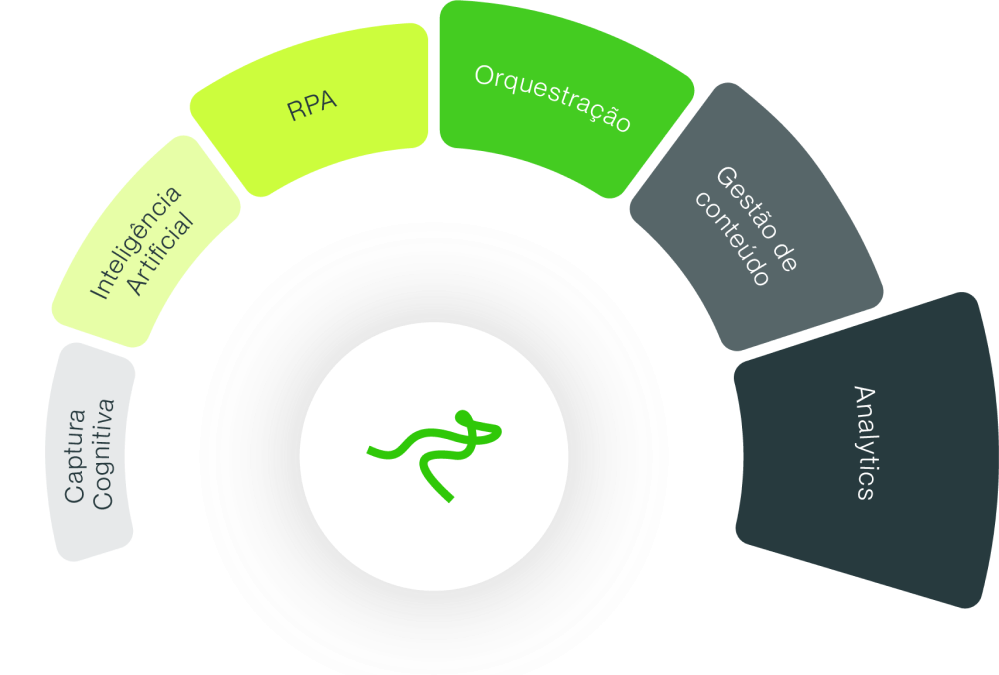 Captura
Cognitiva
Inteligência
Artificial
RPA
Orquestração
Gestão de
conteúdo
Analytics